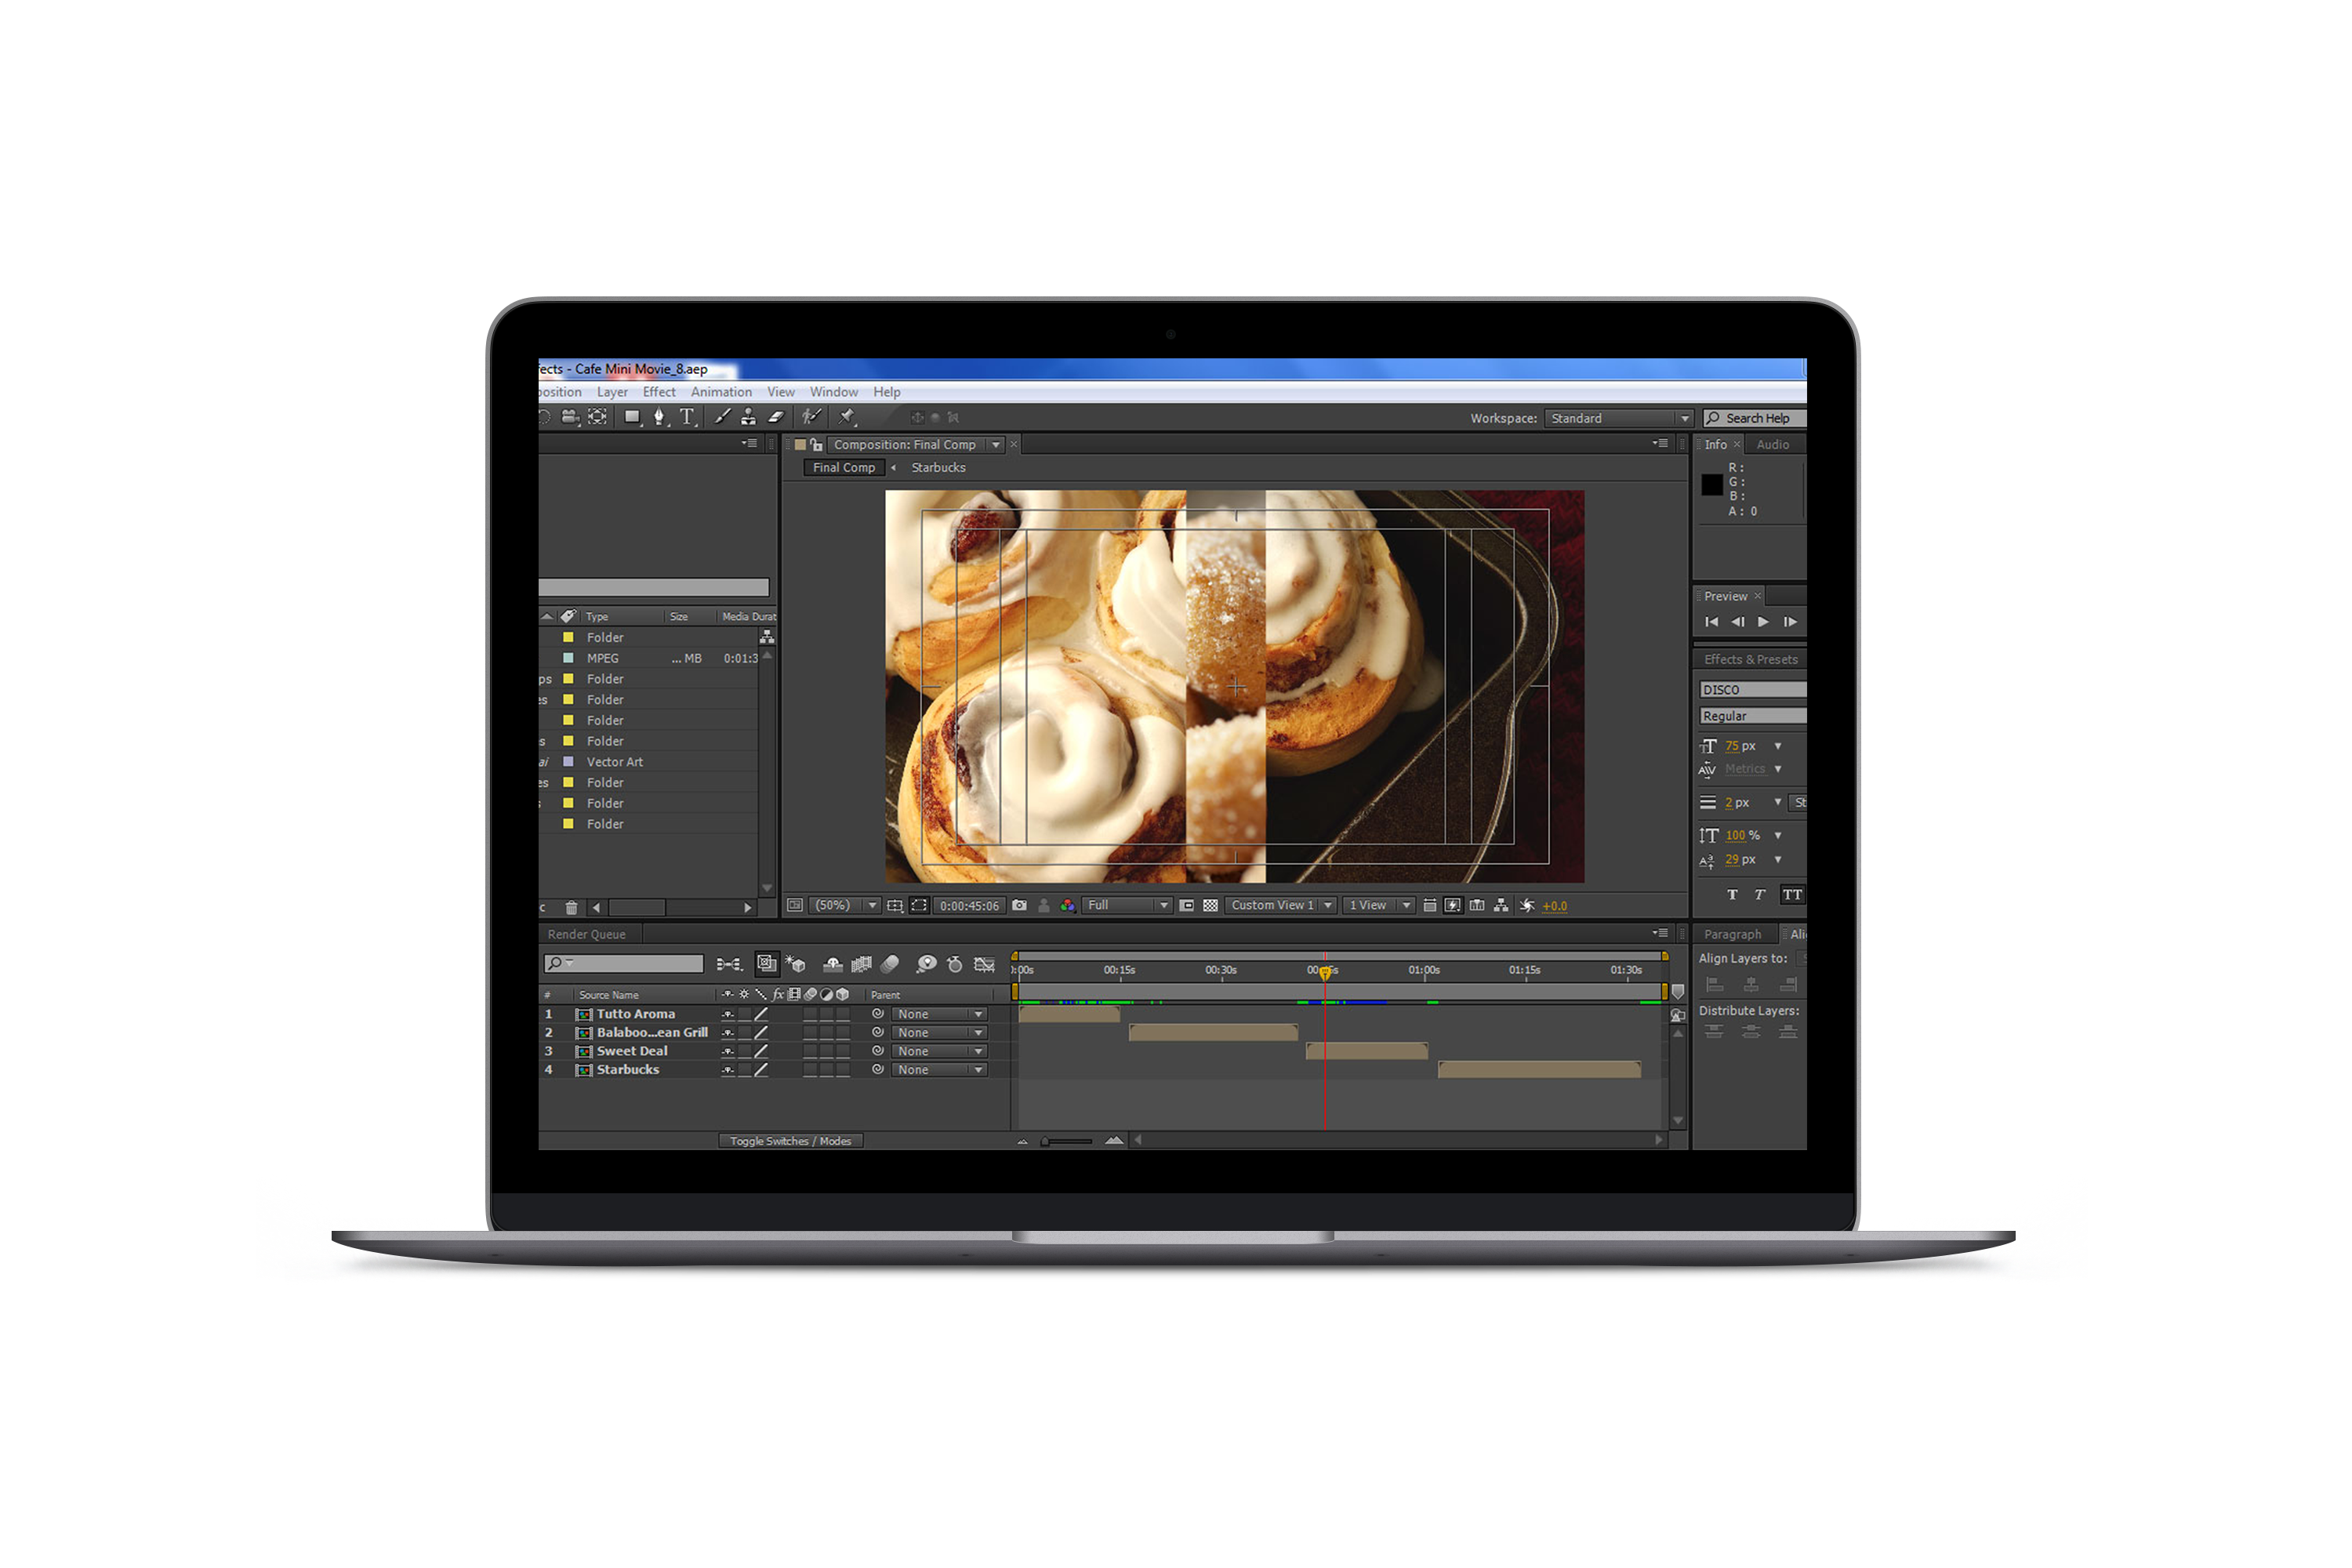 fects - Cafe Mini Movie_8.aep
position Layer Effect Animation View Window Help
Workspace: Standard Search Help
Composition: Final Comp
Info Audio
Final Comp Starbucks
R :
G :
B :
A : 0
Preview
Type Size Media Durat
Folder
MPEG ... MB 0:01:3
ps Folder
es Folder
Folder
s Folder
ai Vector Art
es Folder
s Folder
Folder
Effects & Presets
DISCO
Regular
75 px
Metrics
2 px St
100 %
29 px
T T TT
c
(50%) 0:00:45:06 Full Custom View 1 1 View +0.0
Render Queue
Paragraph Ali
Align Layers to:
Distribute Layers:
):00s 00:15s 00:30s 01:00s 01:15s 01:30s
# Source Name fx Parent
1 Tutto Aroma None
2 Balaboo...ean Grill None
3 Sweet Deal None
4 Starbucks None
Toggle Switches / Modes